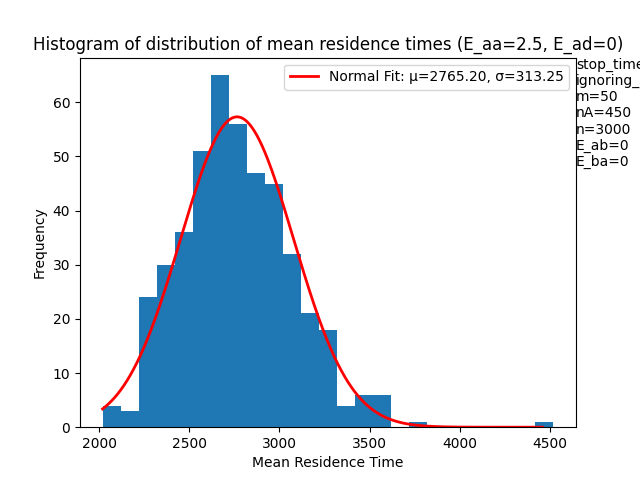 Histogram of distribution of mean residence times (E_aa=2.5, E_ad=0)
Normal Fit: μ=2765.20, σ=313.25
m=50
nA=450
n=3000
E_ab=0
E_ba=0
Frequency
60
50
40
30
20
10
0
2000 2500 3000 3500 4000 4500
Mean Residence Time